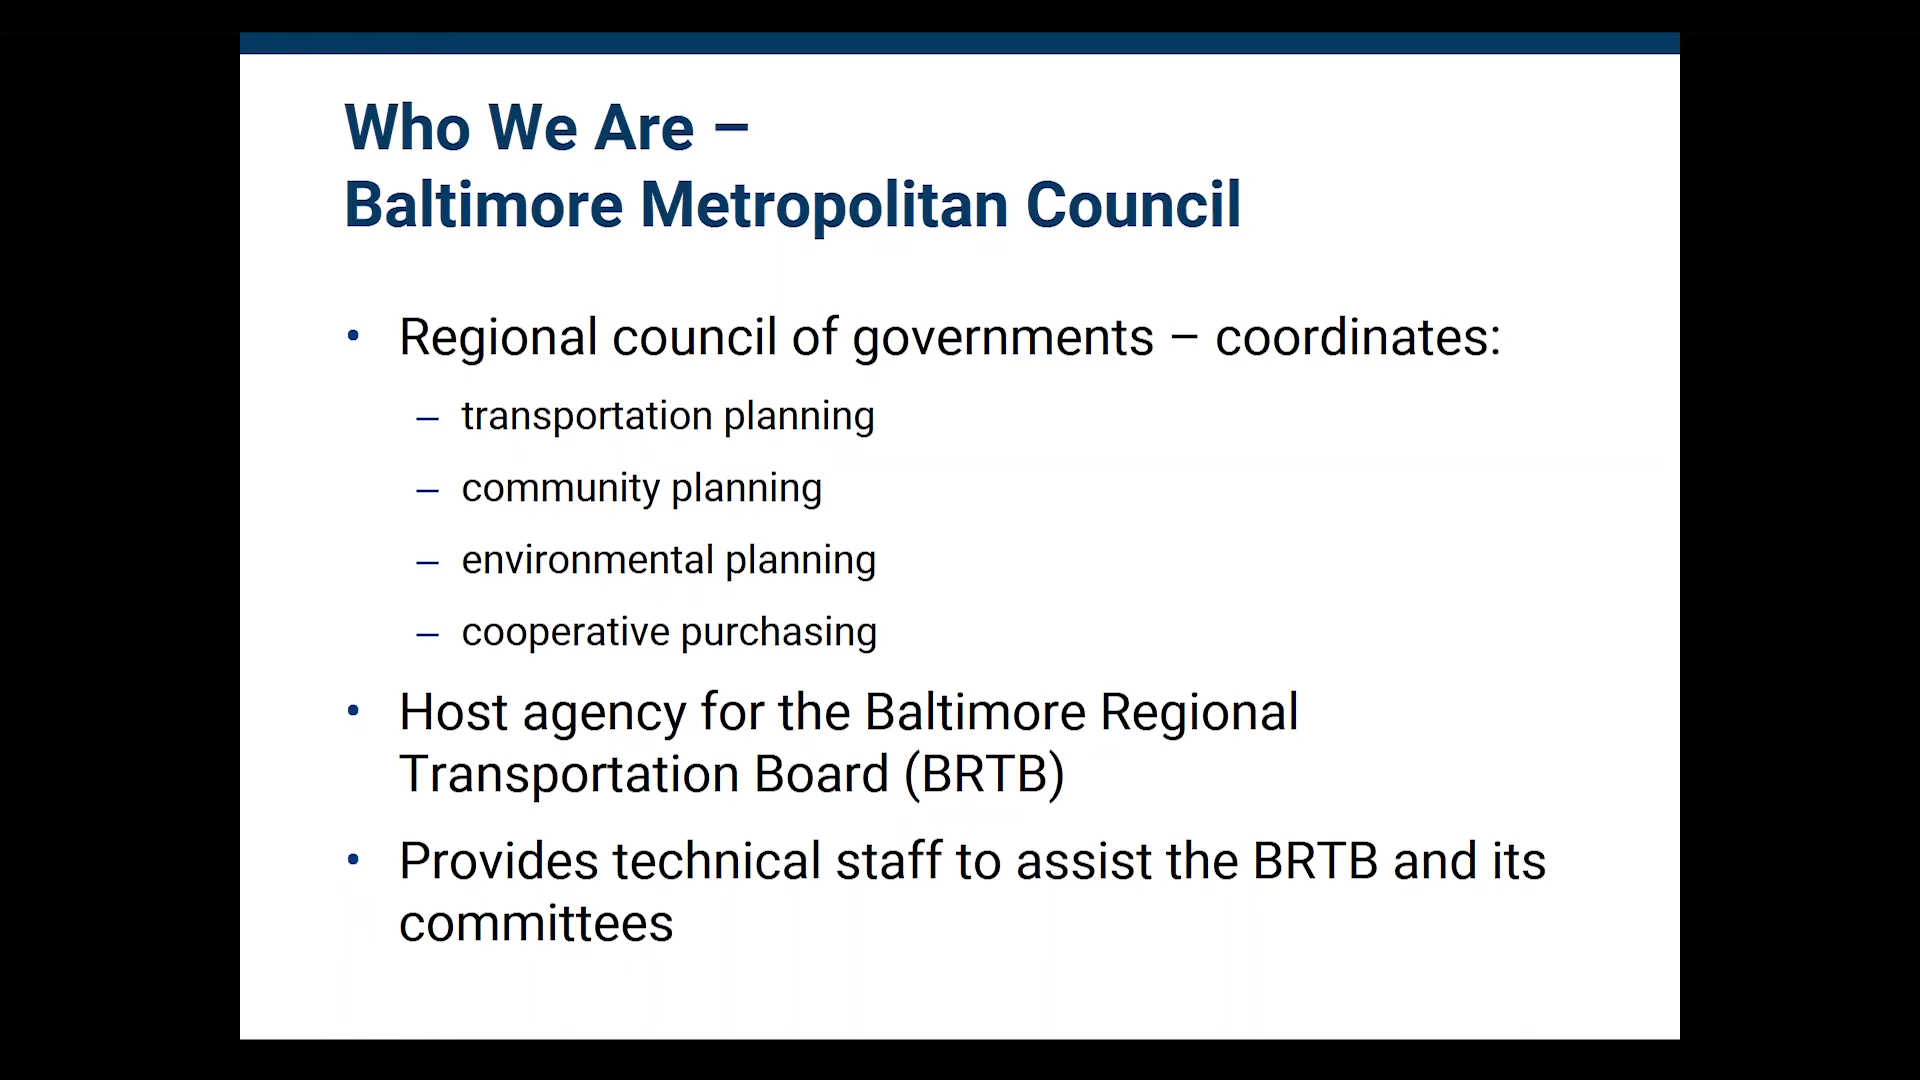 Who We Are –
Baltimore Metropolitan Council
• Regional council of governments – coordinates:
– transportation planning
– community planning
– environmental planning
– cooperative purchasing
• Host agency for the Baltimore Regional
Transportation Board (BRTB)
• Provides technical staff to assist the BRTB and its
committees